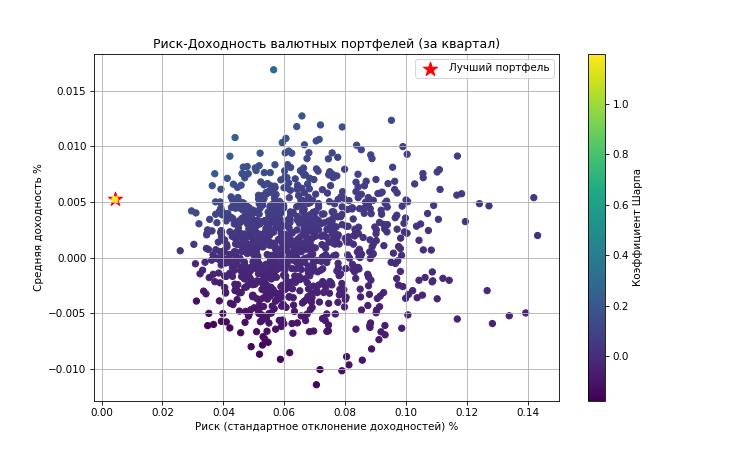 Риск-Доходность валютных портфелей (за квартал)
Лучший портфель
0.015
0.010
0.005
0.000
−0.005
−0.010
Средняя доходность %
0.00 0.02 0.04 0.06 0.08 0.10 0.12 0.14
Риск (стандартное отклонение доходностей) %
1.0
0.8
0.6
0.4
0.2
0.0
Коэффициент Шарпа